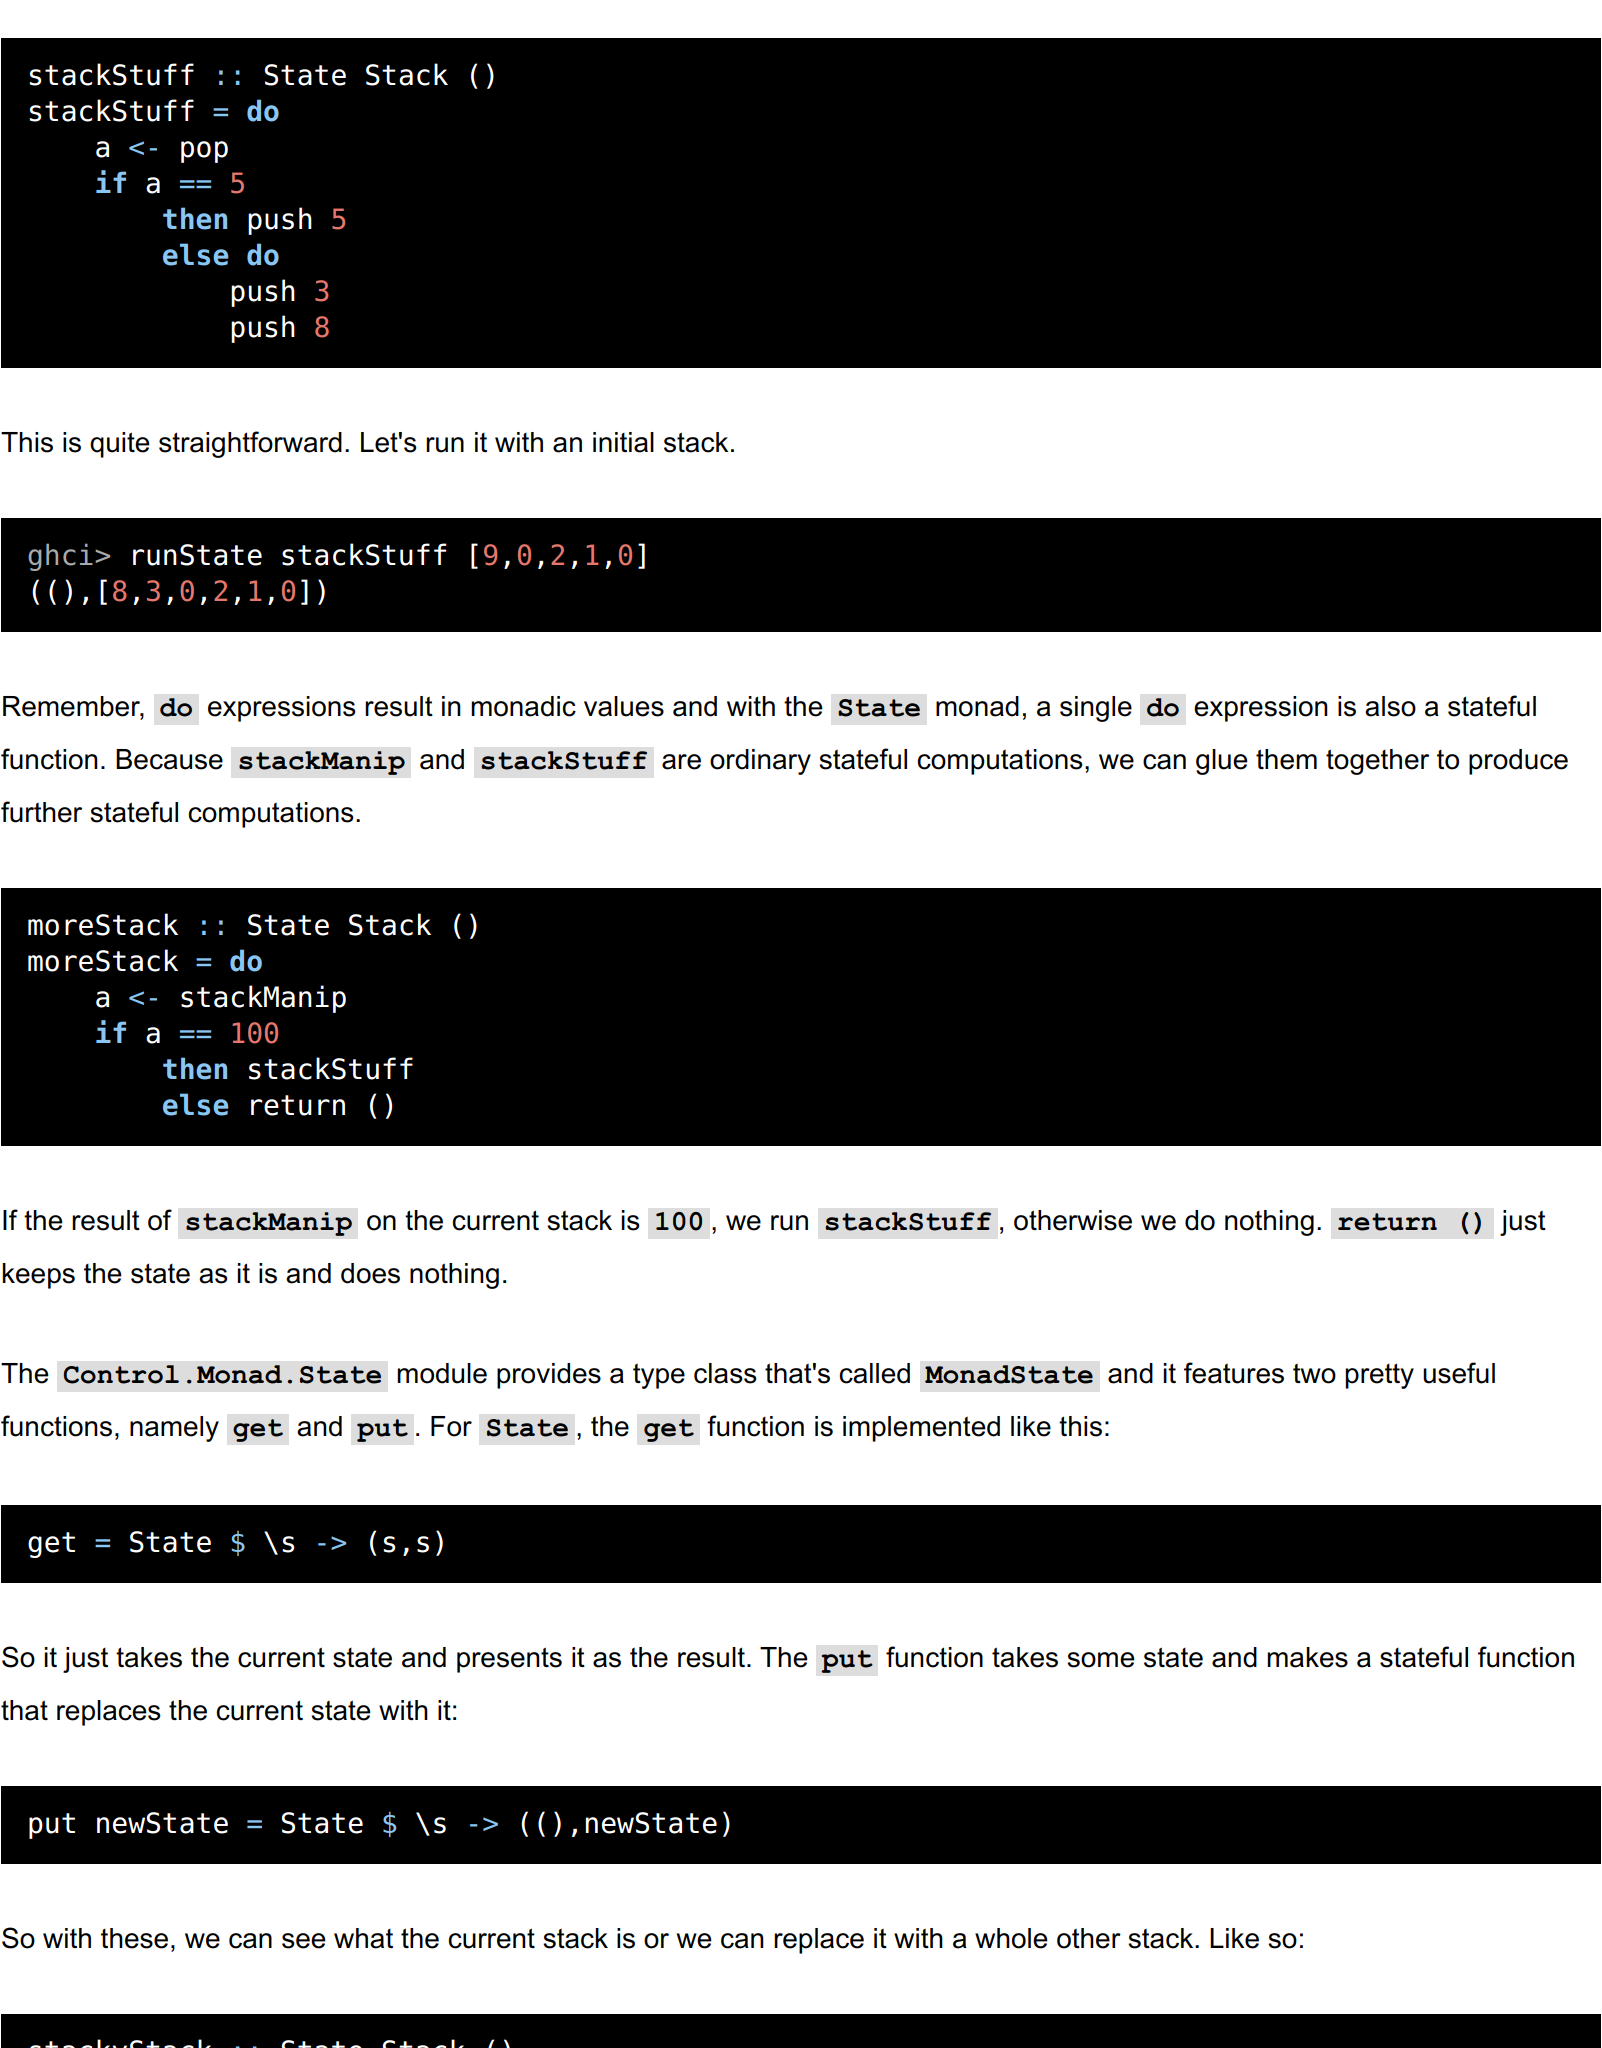 stackStuff :: State Stack ()
stackStuff = do
    a <- pop
    if a == 5
        then push 5
        else do
            push 3
            push 8
This is quite straightforward. Let's run it with an initial stack.
ghci> runState stackStuff [9,0,2,1,0]
((),[8,3,0,2,1,0])
Remember, do expressions result in monadic values and with the State monad, a single do expression is also a stateful
function. Because stackManip and stackStuff are ordinary stateful computations, we can glue them together to produce
further stateful computations.
moreStack :: State Stack ()
moreStack = do
    a <- stackManip
    if a == 100
        then stackStuff
        else return ()
If the result of stackManip on the current stack is 100, we run stackStuff, otherwise we do nothing. return () just
keeps the state as it is and does nothing.
The Control.Monad.State module provides a type class that's called MonadState and it features two pretty useful
functions, namely get and put. For State, the get function is implemented like this:
get = State $ \s -> (s,s)
So it just takes the current state and presents it as the result. The put function takes some state and makes a stateful function
that replaces the current state with it:
put newState = State $ \s -> ((),newState)
So with these, we can see what the current stack is or we can replace it with a whole other stack. Like so:
stackyStack :: State Stack ()